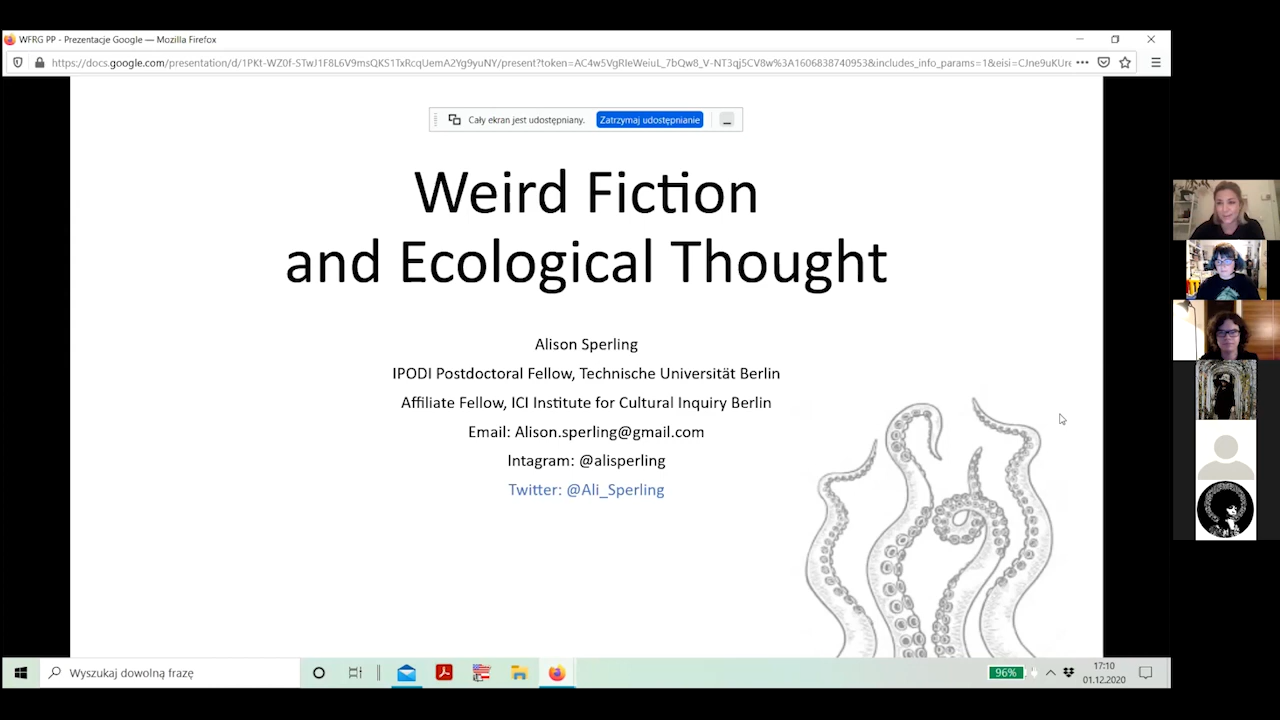 WFRG PP - Prezentacje Google — Mozilla Firefox
https://docs.google.com/presentation/d/1PKt-WZ0f-STwJ1F8L6V9msQKS1TxRcqUemA2Yg9yuNY/present?token=AC4w5VgRIeWeiuL_7bQw8_V-NT3qj5CV8w%3A1606838740953&includes_info_params=1&eisi=CJne9uKUre
Cały ekran jest udostępniany. Zatrzymaj udostępnianie
Weird Fiction
and Ecological Thought
Alison Sperling
IPODI Postdoctoral Fellow, Technische Universität Berlin
Affiliate Fellow, ICI Institute for Cultural Inquiry Berlin
Email: Alison.sperling@gmail.com
Intagram: @alisperling
Twitter: @Ali_Sperling
Wyszukaj dowolną frazę
96%
17:10
01.12.2020